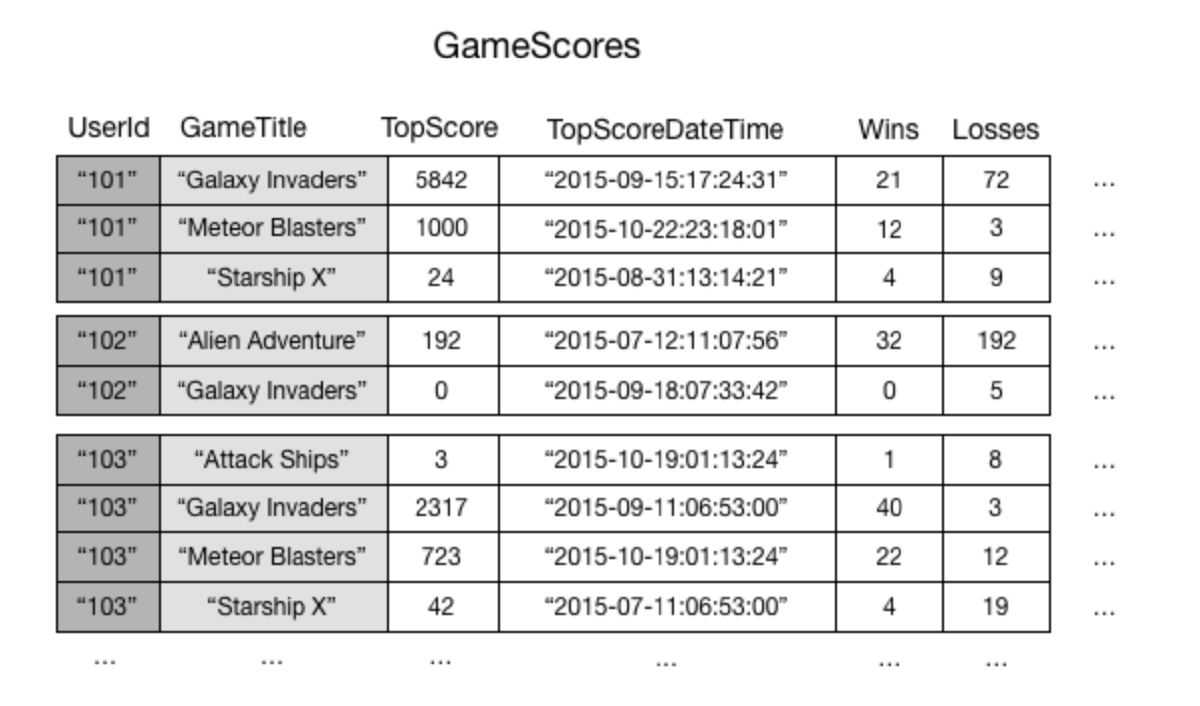 GameScores
UserId GameTitle TopScore TopScoreDateTime Wins Losses
“101” “Galaxy Invaders” 5842 “2015-09-15:17:24:31” 21 72 ...
“101” “Meteor Blasters” 1000 “2015-10-22:23:18:01” 12 3 ...
“101” “Starship X” 24 “2015-08-31:13:14:21” 4 9 ...
“102” “Alien Adventure” 192 “2015-07-12:11:07:56” 32 192 ...
“102” “Galaxy Invaders” 0 “2015-09-18:07:33:42” 0 5 ...
“103” “Attack Ships” 3 “2015-10-19:01:13:24” 1 8 ...
“103” “Galaxy Invaders” 2317 “2015-09-11:06:53:00” 40 3 ...
“103” “Meteor Blasters” 723 “2015-10-19:01:13:24” 22 12 ...
“103” “Starship X” 42 “2015-07-11:06:53:00” 4 19 ...
... ... ... ... ... ...